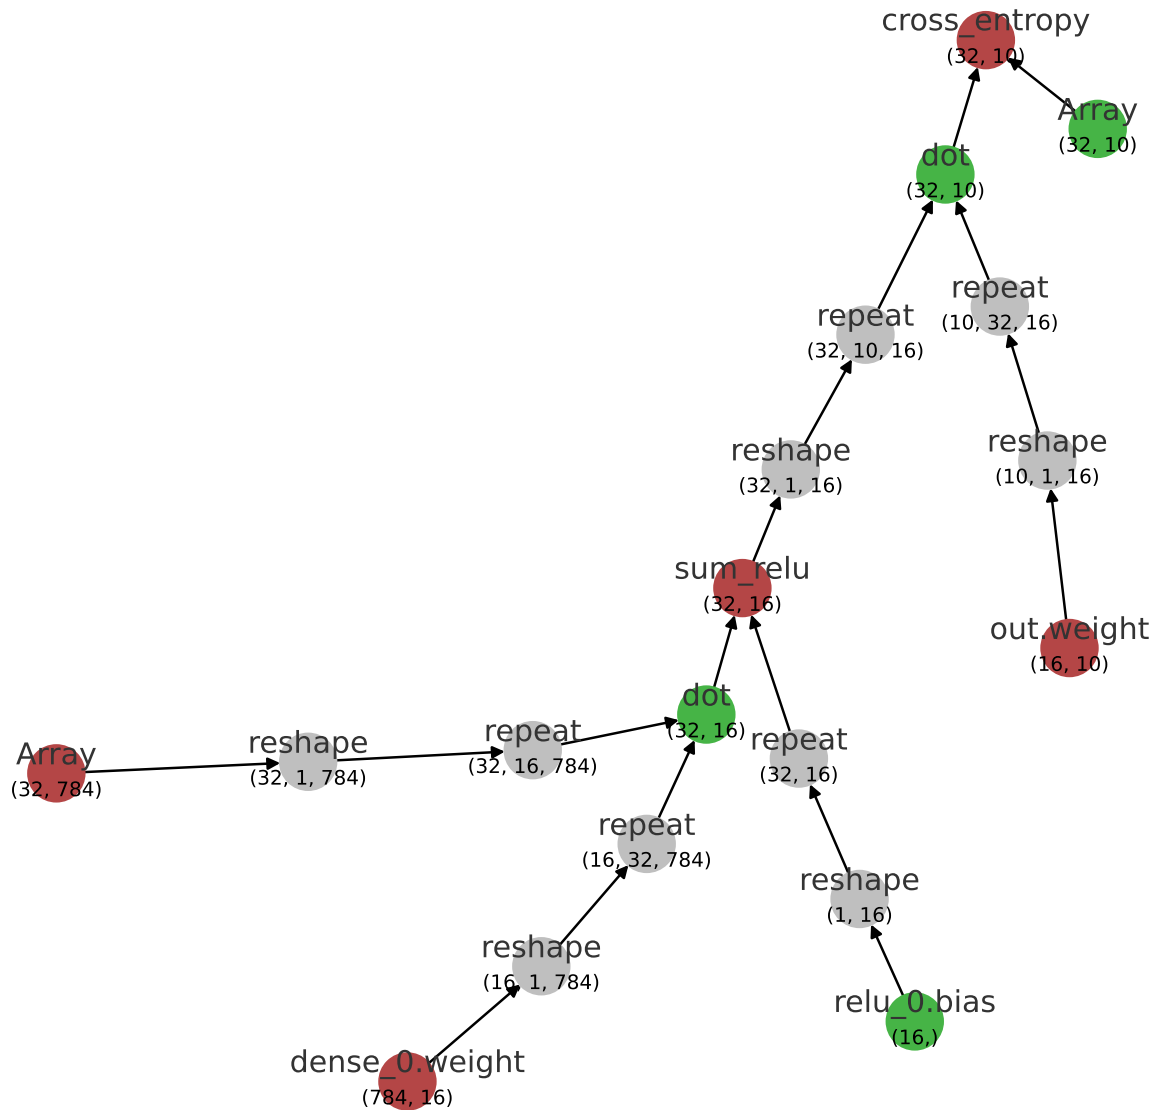 cross_entropy
(32, 10)
Array
(32, 10)
dot
(32, 10)
repeat
(10, 32, 16)
repeat
(32, 10, 16)
reshape
(10, 1, 16)
reshape
(32, 1, 16)
sum_relu
(32, 16)
out.weight
(16, 10)
dot
(32, 16)
repeat
(32, 16, 784)
repeat
(32, 16)
reshape
(32, 1, 784)
Array
(32, 784)
repeat
(16, 32, 784)
reshape
(1, 16)
reshape
(16, 1, 784)
relu_0.bias
(16,)
dense_0.weight
(784, 16)